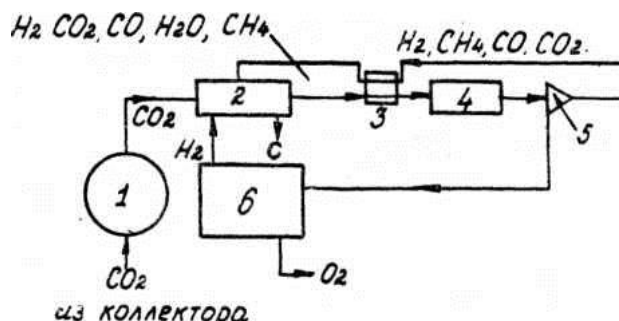 H2 CO2, CO, H2O, CH4
H2, CH4, CO, CO2.
2
3
4
5
CO2
H2
C
1
6
CO2
O2
из коллектора